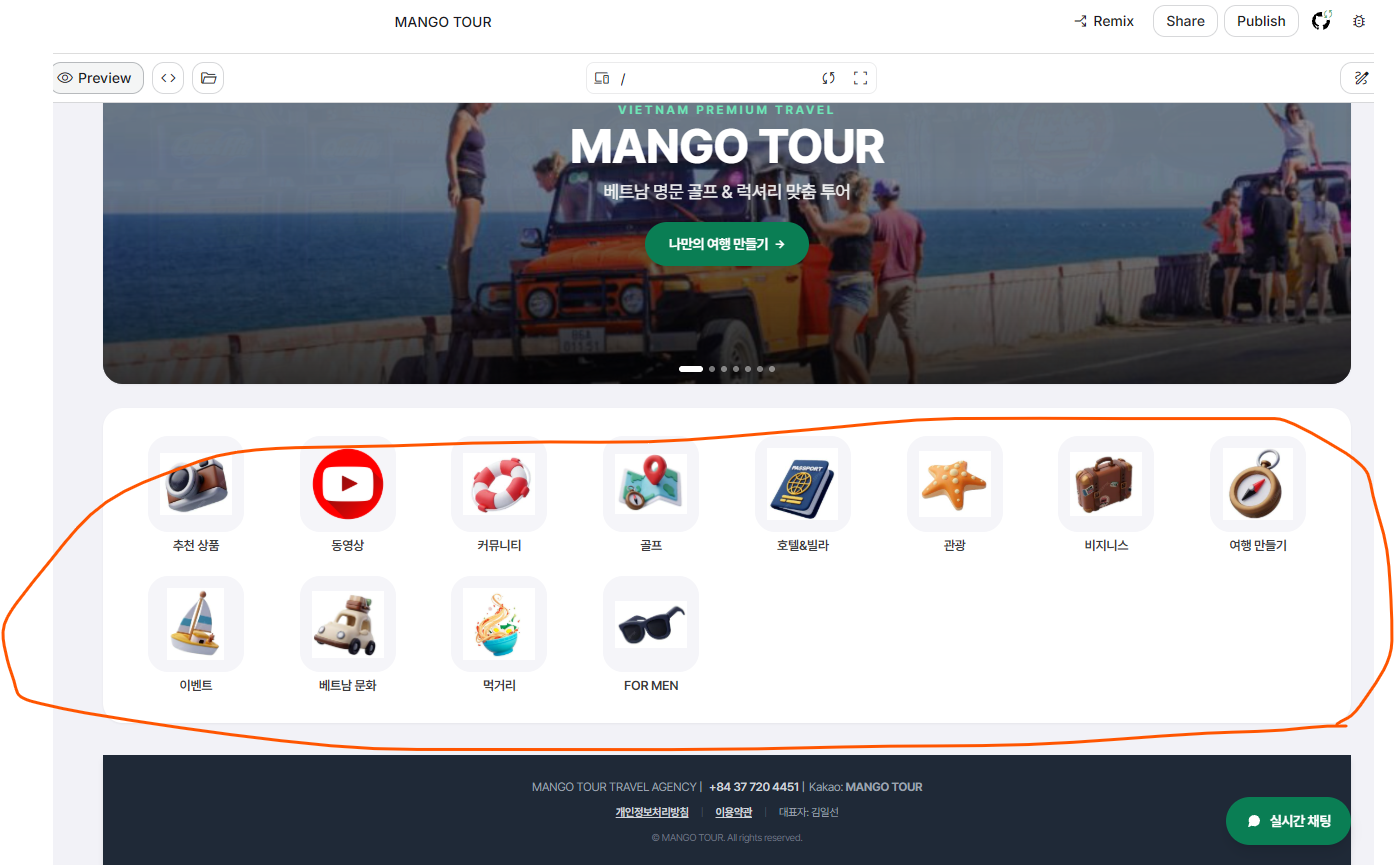 MANGO TOUR
Remix
Share
Publish
Preview
/
VIETNAM PREMIUM TRAVEL
MANGO TOUR
베트남 명문 골프 & 럭셔리 맞춤 투어
나만의 여행 만들기 →
PASSPORT
추천 상품
동영상
커뮤니티
골프
호텔&빌라
관광
비지니스
여행 만들기
이벤트
베트남 문화
먹거리
FOR MEN
MANGO TOUR TRAVEL AGENCY | +84 37 720 4451 | Kakao: MANGO TOUR
개인정보처리방침 | 이용약관 | 대표자: 김일선
© MANGO TOUR. All rights reserved.
실시간 채팅